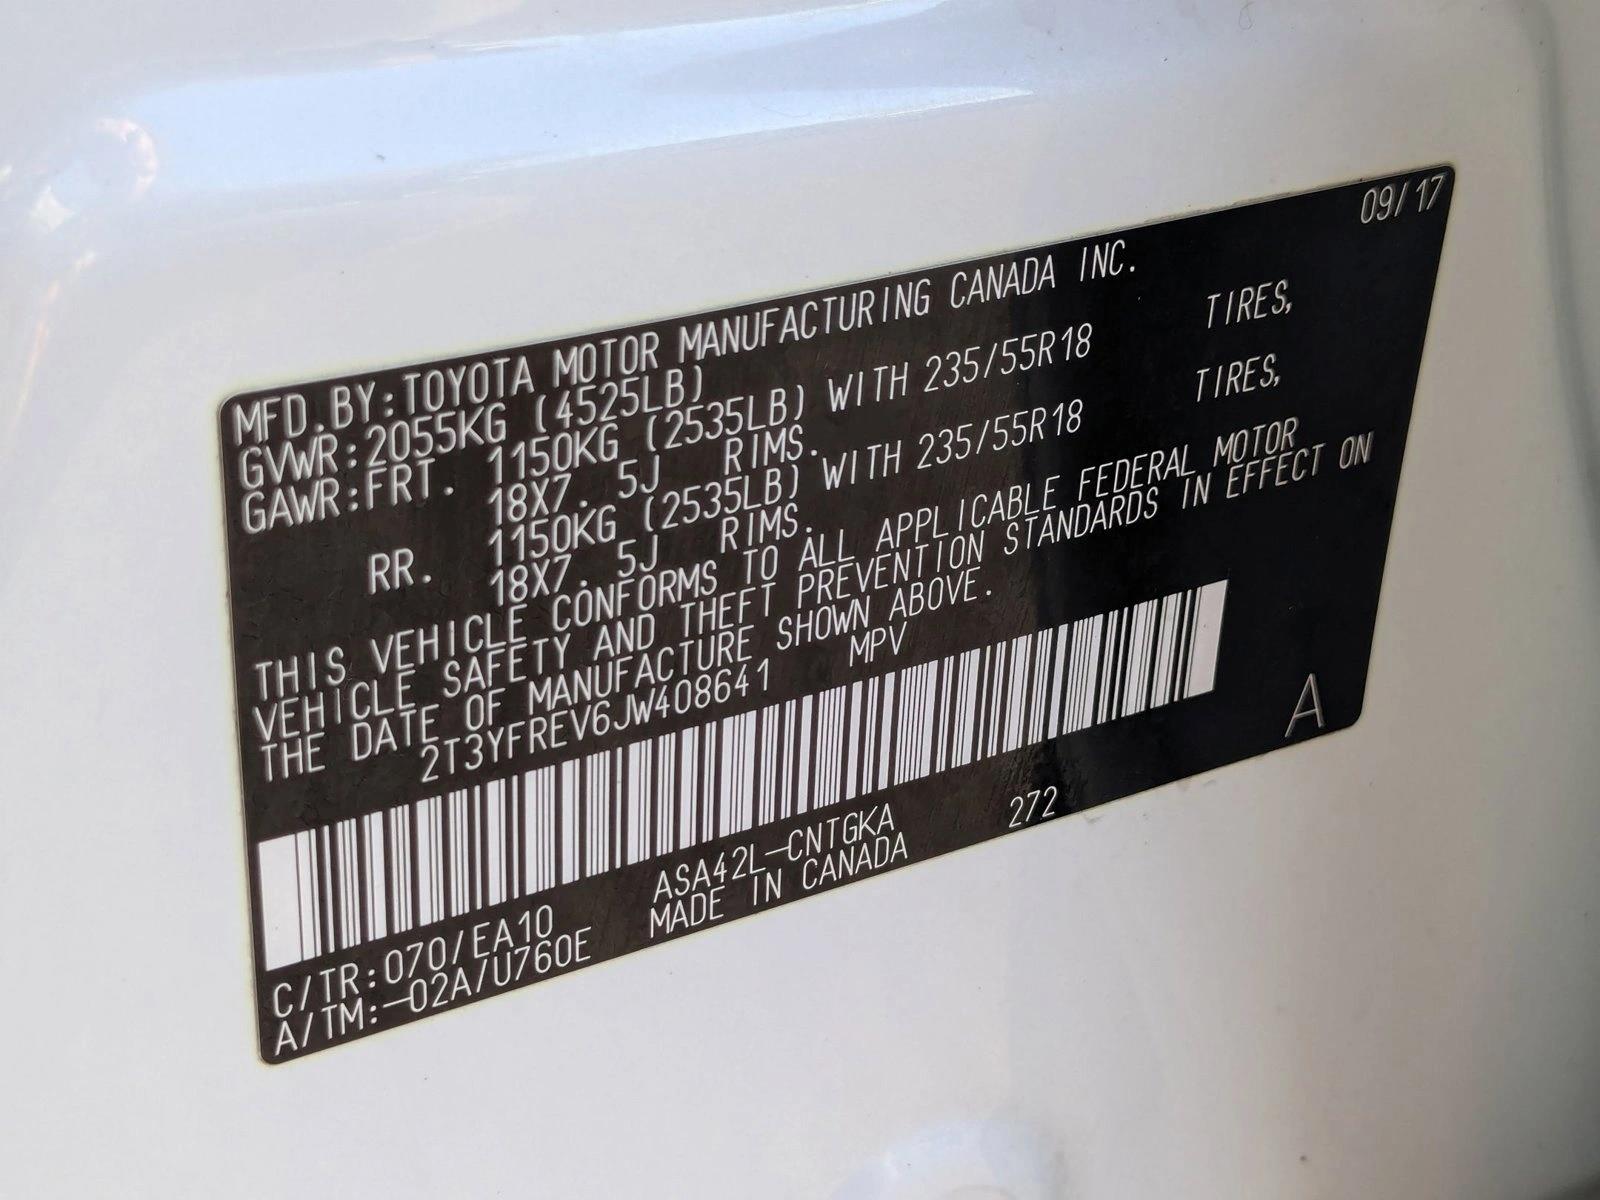 09/17
MFD.BY:TOYOTA MOTOR MANUFACTURING CANADA INC.
GVWR:2055KG (4525LB)
GAWR:FRT. 1150KG (2535LB) WITH 235/55R18 TIRES,
18X7.5J RIMS.
RR. 1150KG (2535LB) WITH 235/55R18 TIRES,
18X7.5J RIMS.
THIS VEHICLE CONFORMS TO ALL APPLICABLE FEDERAL MOTOR
VEHICLE SAFETY AND THEFT PREVENTION STANDARDS IN EFFECT ON
THE DATE OF MANUFACTURE SHOWN ABOVE.
2T3YFREV6JW408641 MPV
A
C/TR:070/EA10 ASA42L-CNTGKA 272
A/TM:-02A/U760E MADE IN CANADA